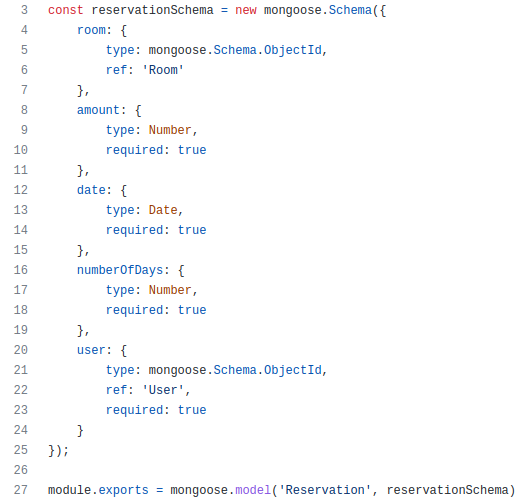 3 const reservationSchema = new mongoose.Schema({
4     room: {
5         type: mongoose.Schema.ObjectId,
6         ref: 'Room'
7     },
8     amount: {
9         type: Number,
10         required: true
11     },
12     date: {
13         type: Date,
14         required: true
15     },
16     numberOfDays: {
17         type: Number,
18         required: true
19     },
20     user: {
21         type: mongoose.Schema.ObjectId,
22         ref: 'User',
23         required: true
24     }
25 });
26
27 module.exports = mongoose.model('Reservation', reservationSchema)